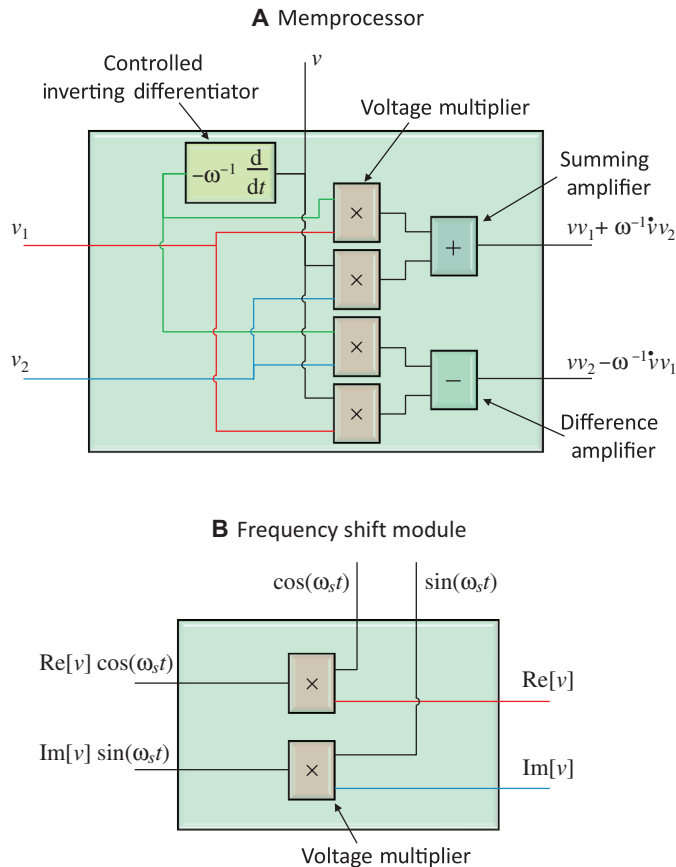 A Memprocessor
Controlled
inverting differentiator
v
Voltage multiplier
Summing
amplifier
−ω⁻¹ d/dt
×
v₁
+
vv₁+ ω⁻¹v̇v₂
×
×
v₂
−
vv₂−ω⁻¹v̇v₁
×
Difference
amplifier
B Frequency shift module
cos(ωₛt)
sin(ωₛt)
Re[v] cos(ωₛt)
×
Re[v]
Im[v] sin(ωₛt)
×
Im[v]
Voltage multiplier